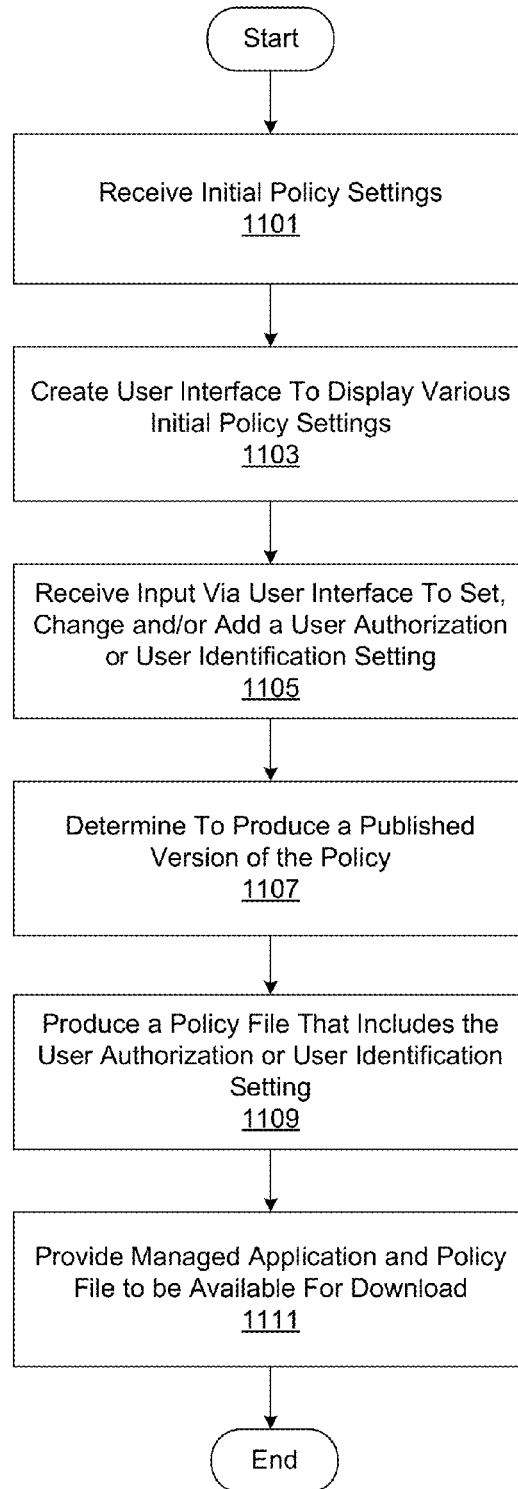 Start
Receive Initial Policy Settings
1101
Create User Interface To Display Various
Initial Policy Settings
1103
Receive Input Via User Interface To Set,
Change and/or Add a User Authorization
or User Identification Setting
1105
Determine To Produce a Published
Version of the Policy
1107
Produce a Policy File That Includes the
User Authorization or User Identification
Setting
1109
Provide Managed Application and Policy
File to be Available For Download
1111
End